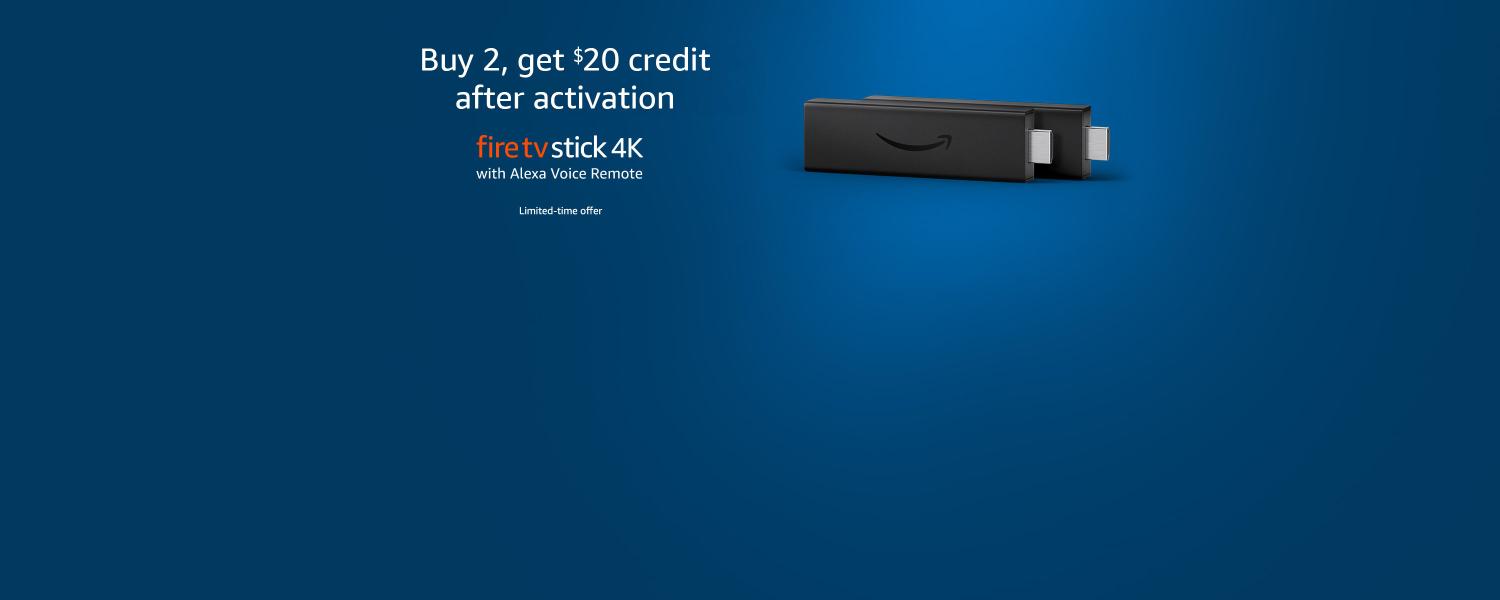 Buy 2, get $20 credit
after activation
fire tv stick 4K
with Alexa Voice Remote
Limited-time offer